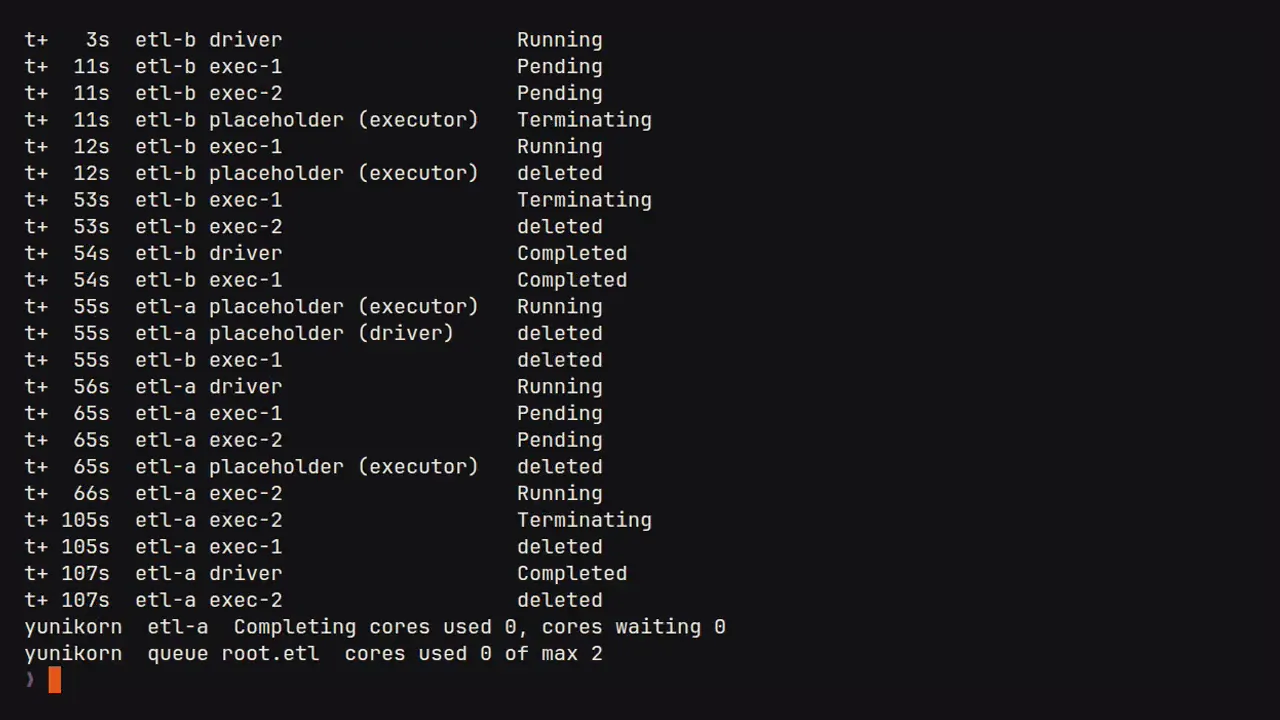 t+   3s  etl-b driver                   Running
t+  11s  etl-b exec-1                   Pending
t+  11s  etl-b exec-2                   Pending
t+  11s  etl-b placeholder (executor)   Terminating
t+  12s  etl-b exec-1                   Running
t+  12s  etl-b placeholder (executor)   deleted
t+  53s  etl-b exec-1                   Terminating
t+  53s  etl-b exec-2                   deleted
t+  54s  etl-b driver                   Completed
t+  54s  etl-b exec-1                   Completed
t+  55s  etl-a placeholder (executor)   Running
t+  55s  etl-a placeholder (driver)     deleted
t+  55s  etl-b exec-1                   deleted
t+  56s  etl-a driver                   Running
t+  65s  etl-a exec-1                   Pending
t+  65s  etl-a exec-2                   Pending
t+  65s  etl-a placeholder (executor)   deleted
t+  66s  etl-a exec-2                   Running
t+ 105s  etl-a exec-2                   Terminating
t+ 105s  etl-a exec-1                   deleted
t+ 107s  etl-a driver                   Completed
t+ 107s  etl-a exec-2                   deleted
yunikorn  etl-a  Completing cores used 0, cores waiting 0
yunikorn  queue root.etl  cores used 0 of max 2
❯